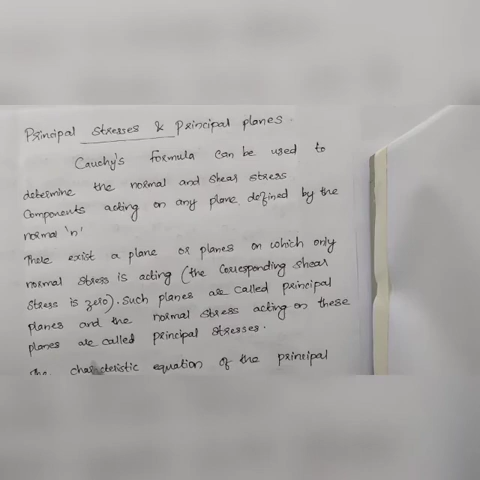 Principal stresses & Principal planes.
Cauchy's formula can be used to
determine the normal and shear stress
components acting on any plane defined by the
normal 'n'
There exist a plane or planes on which only
normal stress is acting (the corresponding shear
stress is zero). Such planes are called principal
planes and the normal stress acting on these
planes are called principal stresses.
The characteristic equation of the principal